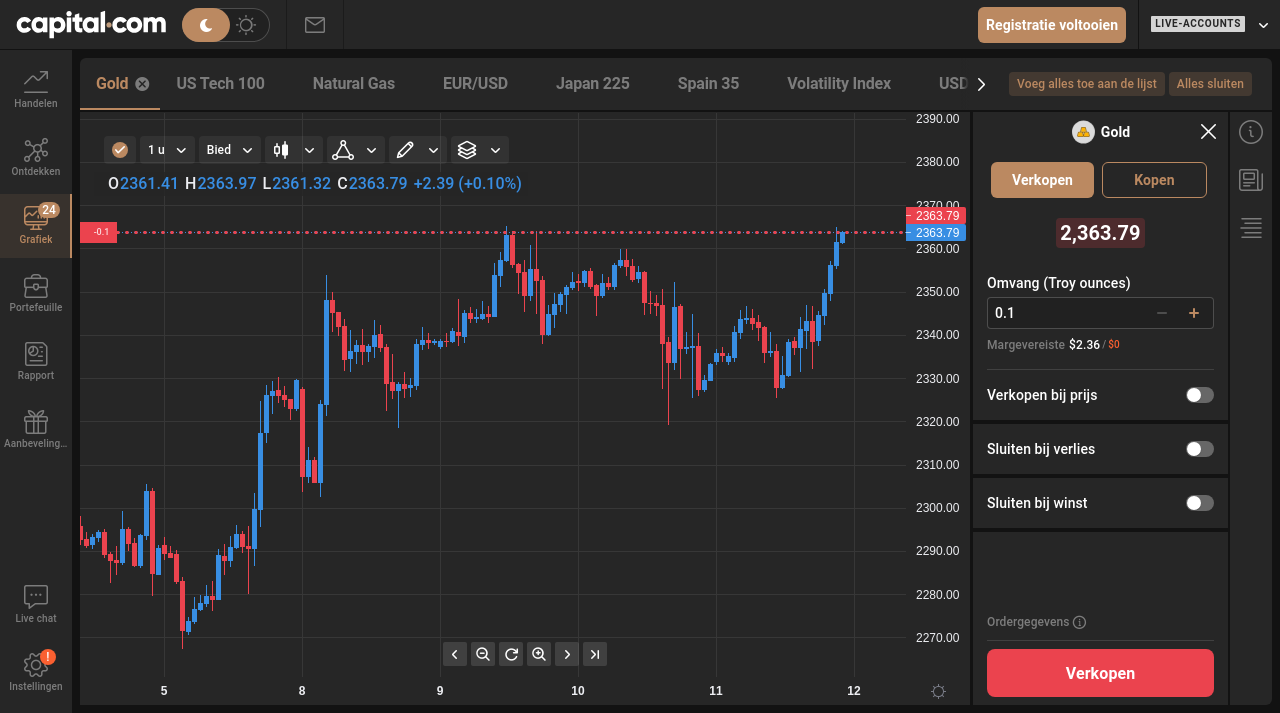 capital.com
Registratie voltooien
LIVE-ACCOUNTS
Handelen
Ontdekken
24
Grafiek
Portefeuille
Rapport
Aanbeveling...
Live chat
!
Instellingen
Gold
US Tech 100
Natural Gas
EUR/USD
Japan 225
Spain 35
Volatility Index
USD
Voeg alles toe aan de lijst
Alles sluiten
1 u
Bied
O2361.41 H2363.97 L2361.32 C2363.79 +2.39 (+0.10%)
-0.1
2390.00
2380.00
2370.00
2363.79
2363.79
2360.00
2350.00
2340.00
2330.00
2320.00
2310.00
2300.00
2290.00
2280.00
2270.00
5
8
9
10
11
12
Gold
Verkopen
Kopen
2,363.79
Omvang (Troy ounces)
0.1
Margevereiste $2.36 / $0
Verkopen bij prijs
Sluiten bij verlies
Sluiten bij winst
Ordergegevens
Verkopen